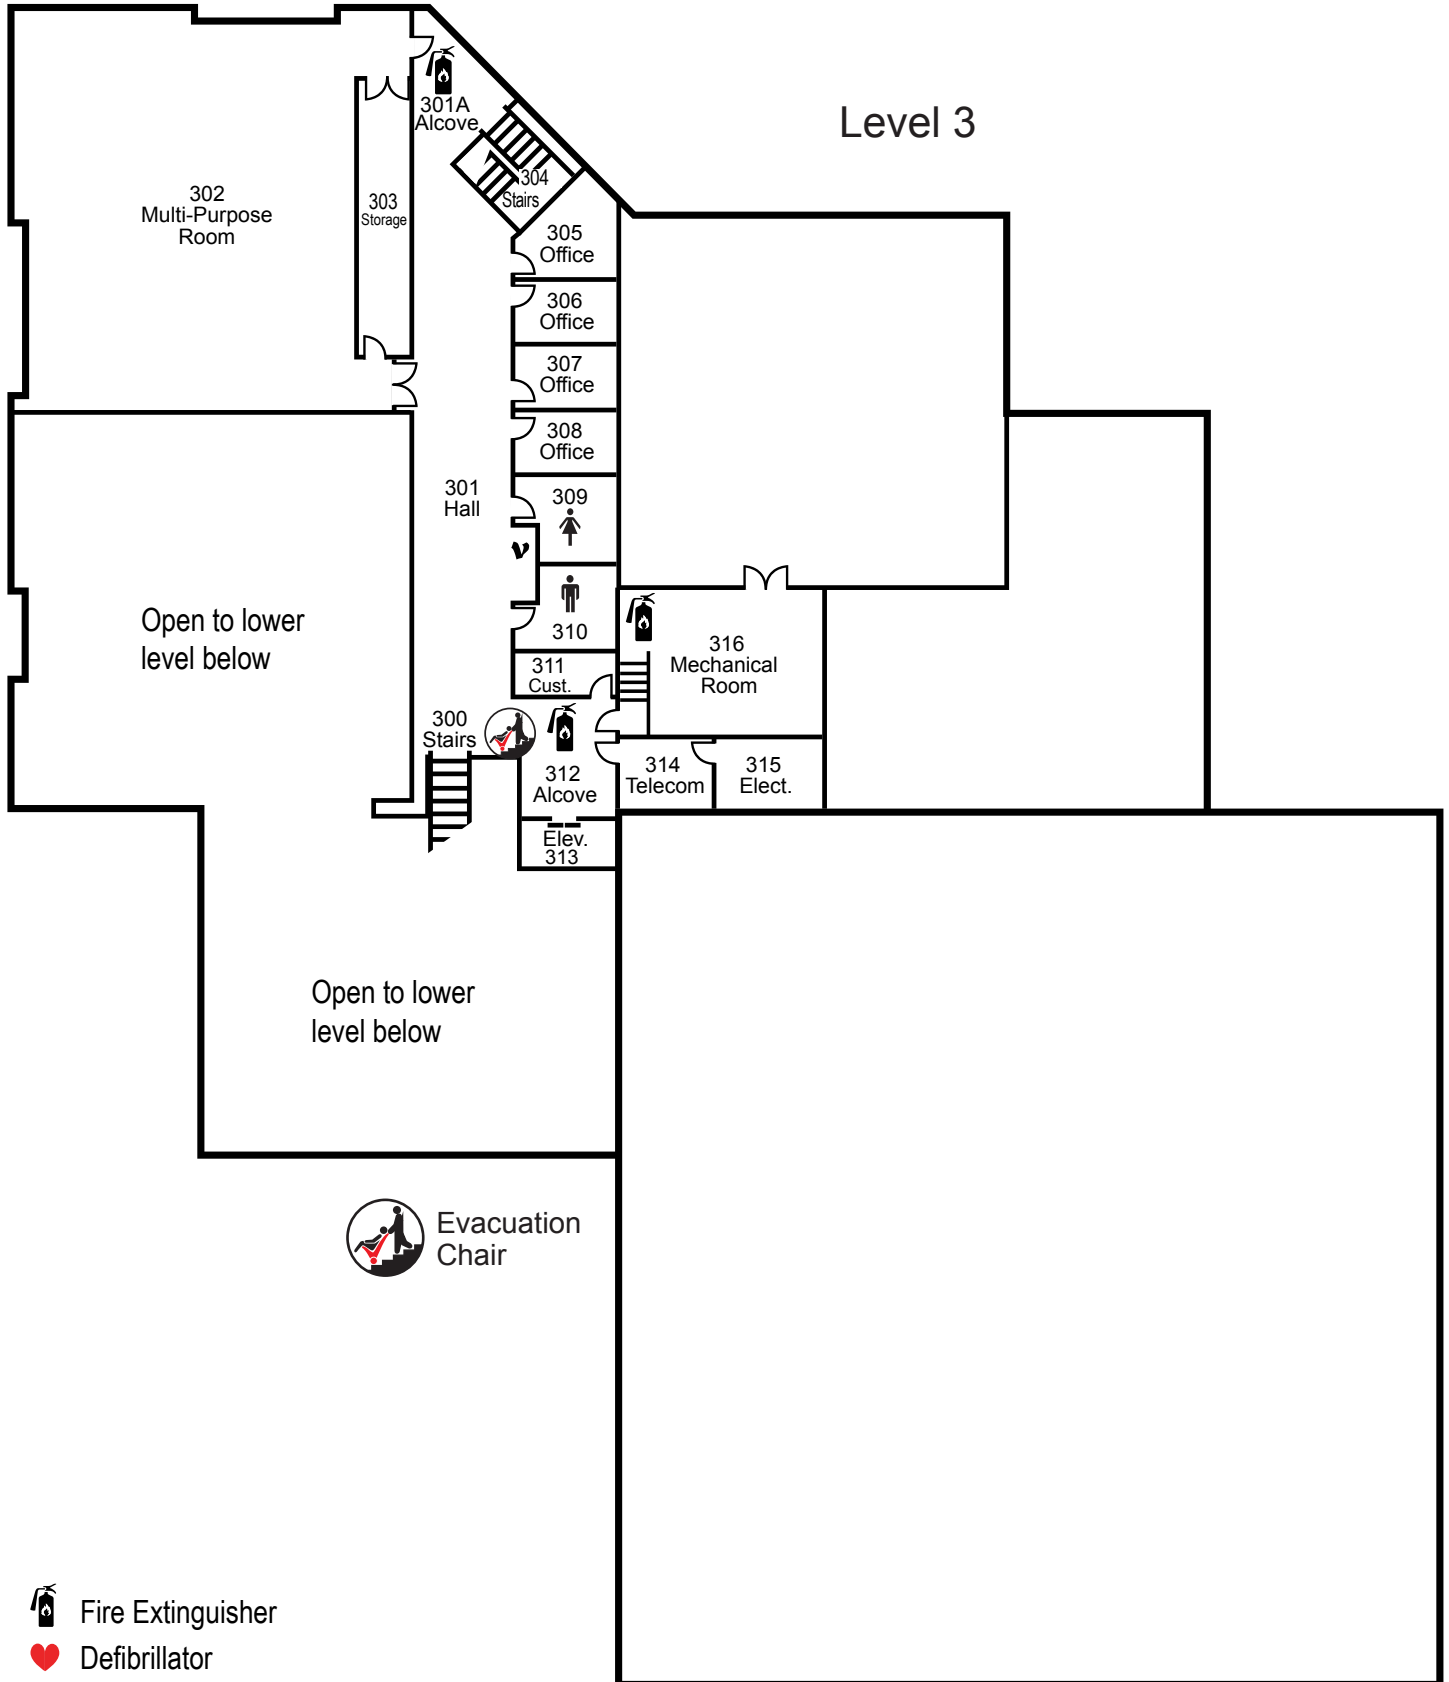 Level 3
301A
Alcove
302
Multi-Purpose
Room
303
Storage
304
Stairs
305
Office
306
Office
307
Office
308
Office
301
Hall
309
v
310
311
Cust.
316
Mechanical
Room
Open to lower
level below
300
Stairs
312
Alcove
314
Telecom
315
Elect.
Elev.
313
Open to lower
level below
Evacuation
Chair
Fire Extinguisher
Defibrillator